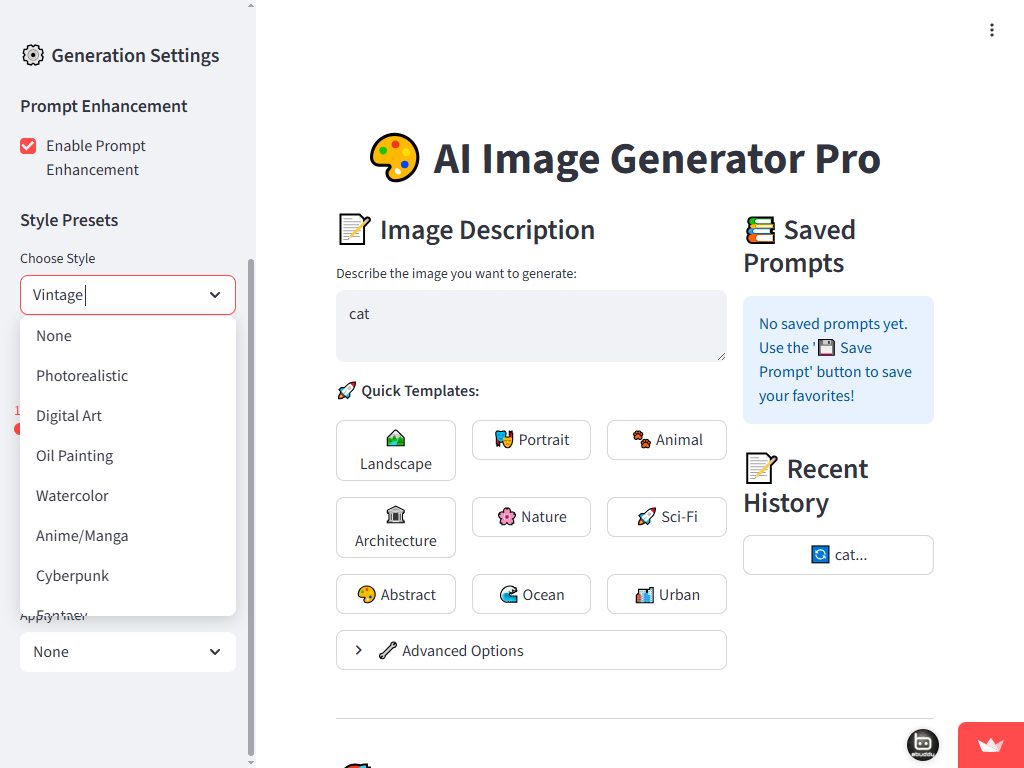 Generation Settings
Prompt Enhancement
Enable Prompt
Enhancement
Style Presets
Choose Style
Vintage
None
Photorealistic
Digital Art
Oil Painting
Watercolor
Anime/Manga
Cyberpunk
Fantasy
None
AI Image Generator Pro
Image Description
Describe the image you want to generate:
cat
Quick Templates:
Landscape
Portrait
Animal
Architecture
Nature
Sci-Fi
Abstract
Ocean
Urban
Advanced Options
Saved
Prompts
No saved prompts yet.
Use the '💾 Save
Prompt' button to save
your favorites!
Recent
History
cat...